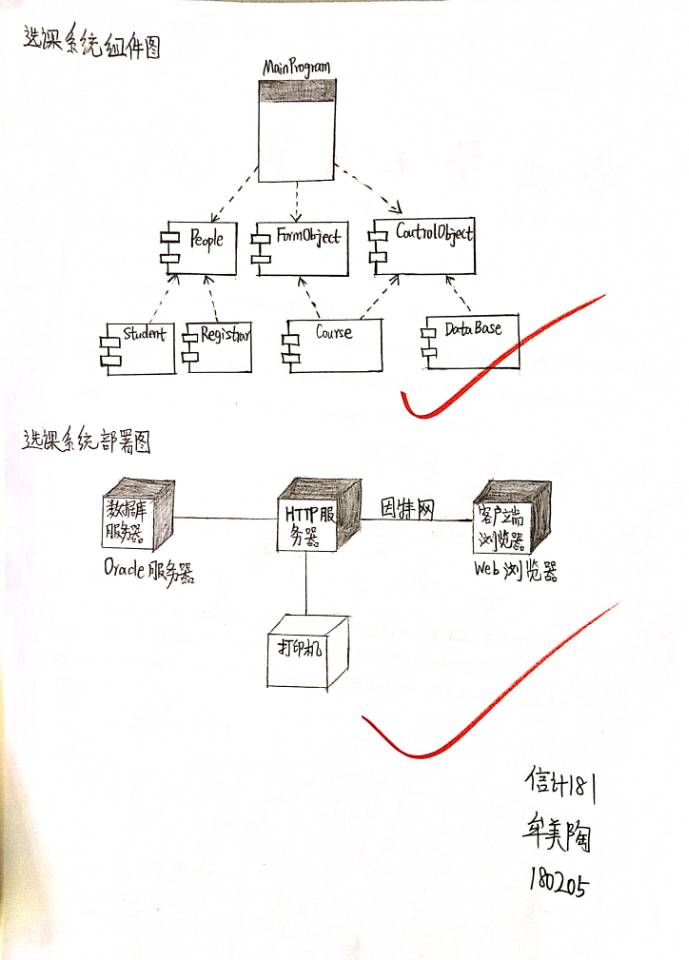 选课系统组件图
MainProgram
People
FormObject
ControlObject
Student
Registrar
Course
DataBase
选课系统部署图
数据库
服务器
Oracle服务器
HTTP服
务器
因特网
客户端
浏览器
Web浏览器
打印机
信计181
牟美陶
180205